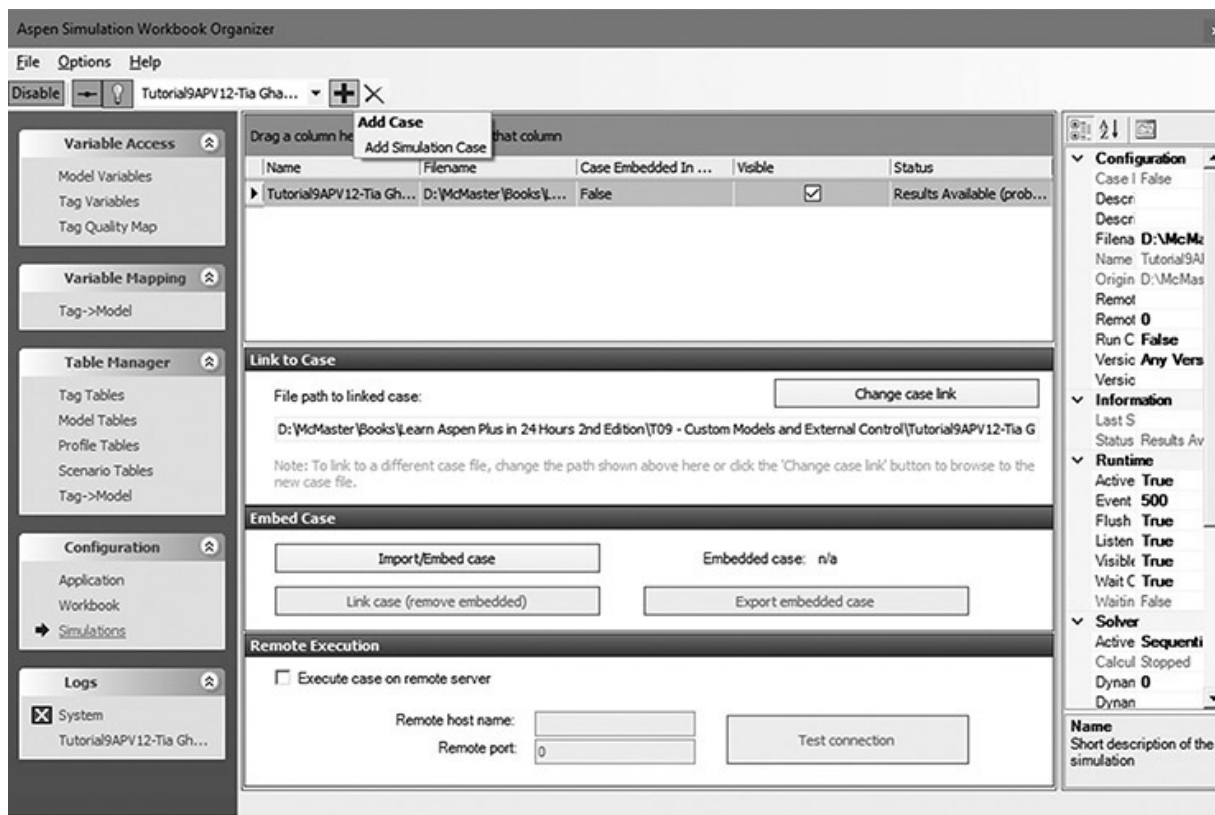 Aspen Simulation Workbook Organizer
File Options Help
Disable Tutorial9APV12-Tia Gha...
Add Case
Add Simulation Case
Variable Access
Model Variables
Tag Variables
Tag Quality Map
Variable Mapping
Tag->Model
Table Manager
Tag Tables
Model Tables
Profile Tables
Scenario Tables
Tag->Model
Configuration
Application
Workbook
Simulations
Logs
System
Tutorial9APV12-Tia Gh...
Drag a column he that column
Name Filename Case Embedded In ... Visible Status
Tutorial9APV12-Tia Gh... D:\McMaster\Books\L... False Results Available (prob...
Link to Case
File path to linked case: Change case link
D:\McMaster\Books\Learn Aspen Plus in 24 Hours 2nd Edition\T09 - Custom Models and External Control\Tutorial9APV12-Tia G
Note: To link to a different case file, change the path shown above here or click the 'Change case link' button to browse to the
new case file.
Embed Case
Import/Embed case Embedded case: n/a
Link case (remove embedded) Export embedded case
Remote Execution
Execute case on remote server
Remote host name:
Remote port: 0
Test connection
Configuration
Case I False
Descri
Descri
Filena D:\McMa
Name Tutorial9AI
Origin D:\McMas
Remot
Remot 0
Run C False
Versic Any Vers
Versic
Information
Last S
Status Results Av
Runtime
Active True
Event 500
Flush True
Listen True
Visible True
Wait C True
Waitin False
Solver
Active Sequenti
Calcul Stopped
Dynan 0
Dynan
Name
Short description of the
simulation